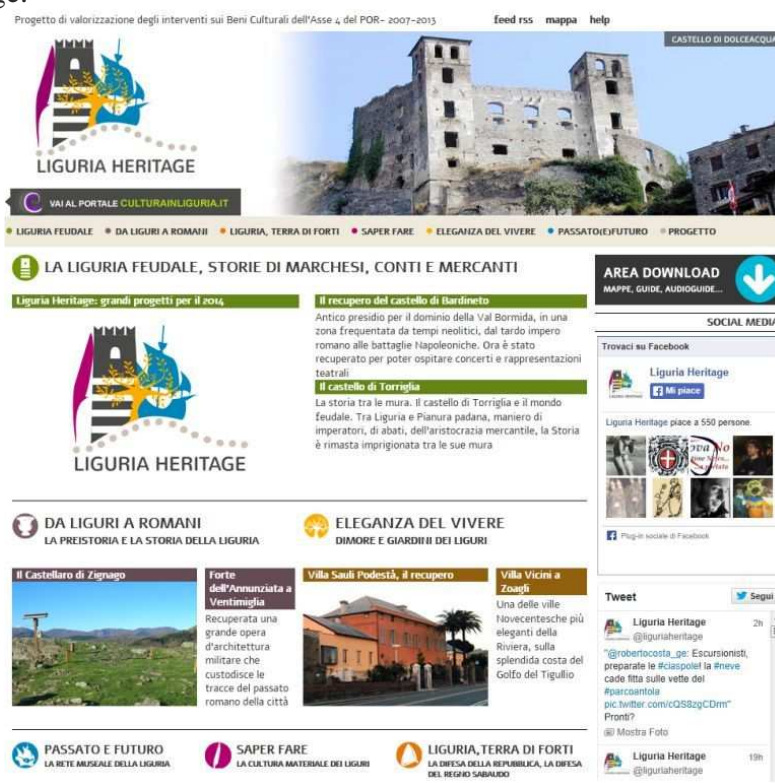 ge.
Progetto di valorizzazione degli interventi sui Beni Culturali dell'Asse 4 del POR– 2007-2013
feed rss mappa help
CASTELLO DI DOLCEACQUA
LIGURIA HERITAGE
VAI AL PORTALE CULTURAINLIGURIA.IT
LIGURIA FEUDALE DA LIGURI A ROMANI LIGURIA, TERRA DI FORTI SAPER FARE ELEGANZA DEL VIVERE PASSATO(E)FUTURO PROGETTO
LA LIGURIA FEUDALE, STORIE DI MARCHESI, CONTI E MERCANTI
Liguria Heritage: grandi progetti per il 2014
LIGURIA HERITAGE
Il recupero del castello di Bardineto
Antico presidio per il dominio della Val Bormida, in una
zona frequentata da tempi neolitici, dal tardo impero
romano alle battaglie Napoleoniche. Ora è stato
recuperato per poter ospitare concerti e rappresentazioni
teatrali
Il castello di Torriglia
La storia tra le mura. Il castello di Torriglia e il mondo
feudale. Tra Liguria e Pianura padana, maniero di
imperatori, di abati, dell'aristocrazia mercantile, la Storia
è rimasta imprigionata tra le sue mura
DA LIGURI A ROMANI
LA PREISTORIA E LA STORIA DELLA LIGURIA
Il Castellaro di Zignago
Forte
dell'Annunziata a
Ventimiglia
Recuperata una
grande opera
d'architettura
militare che
custodisce le
tracce del passato
romano della città
ELEGANZA DEL VIVERE
DIMORE E GIARDINI DEI LIGURI
Villa Sauli Podestà, il recupero
Villa Vicini a
Zoagli
Una delle ville
Novecentesche più
eleganti della
Riviera, sulla
splendida costa del
Golfo del Tigullio
PASSATO E FUTURO
LA RETE MUSEALE DELLA LIGURIA
SAPER FARE
LA CULTURA MATERIALE DEI LIGURI
LIGURIA, TERRA DI FORTI
LA DIFESA DELLA REPUBBLICA, LA DIFESA
DEL REGNO SABAUDO
AREA DOWNLOAD
MAPPE, GUIDE, AUDIOGUIDE...
SOCIAL MEDIA
Trovaci su Facebook
Liguria Heritage
Mi piace
Liguria Heritage piace a 550 persone.
Plug-in sociale di Facebook
Tweet Segui
Liguria Heritage 2h
@liguriaheritage
"@robertocosta_ge: Escursionisti,
preparate le #ciaspole! la #neve
cade fitta sulle vette del
#parcoantola
pic.twitter.com/cQS8zgCDrm"
Pronti?
Mostra Foto
Liguria Heritage 19h
@liguriaheritage